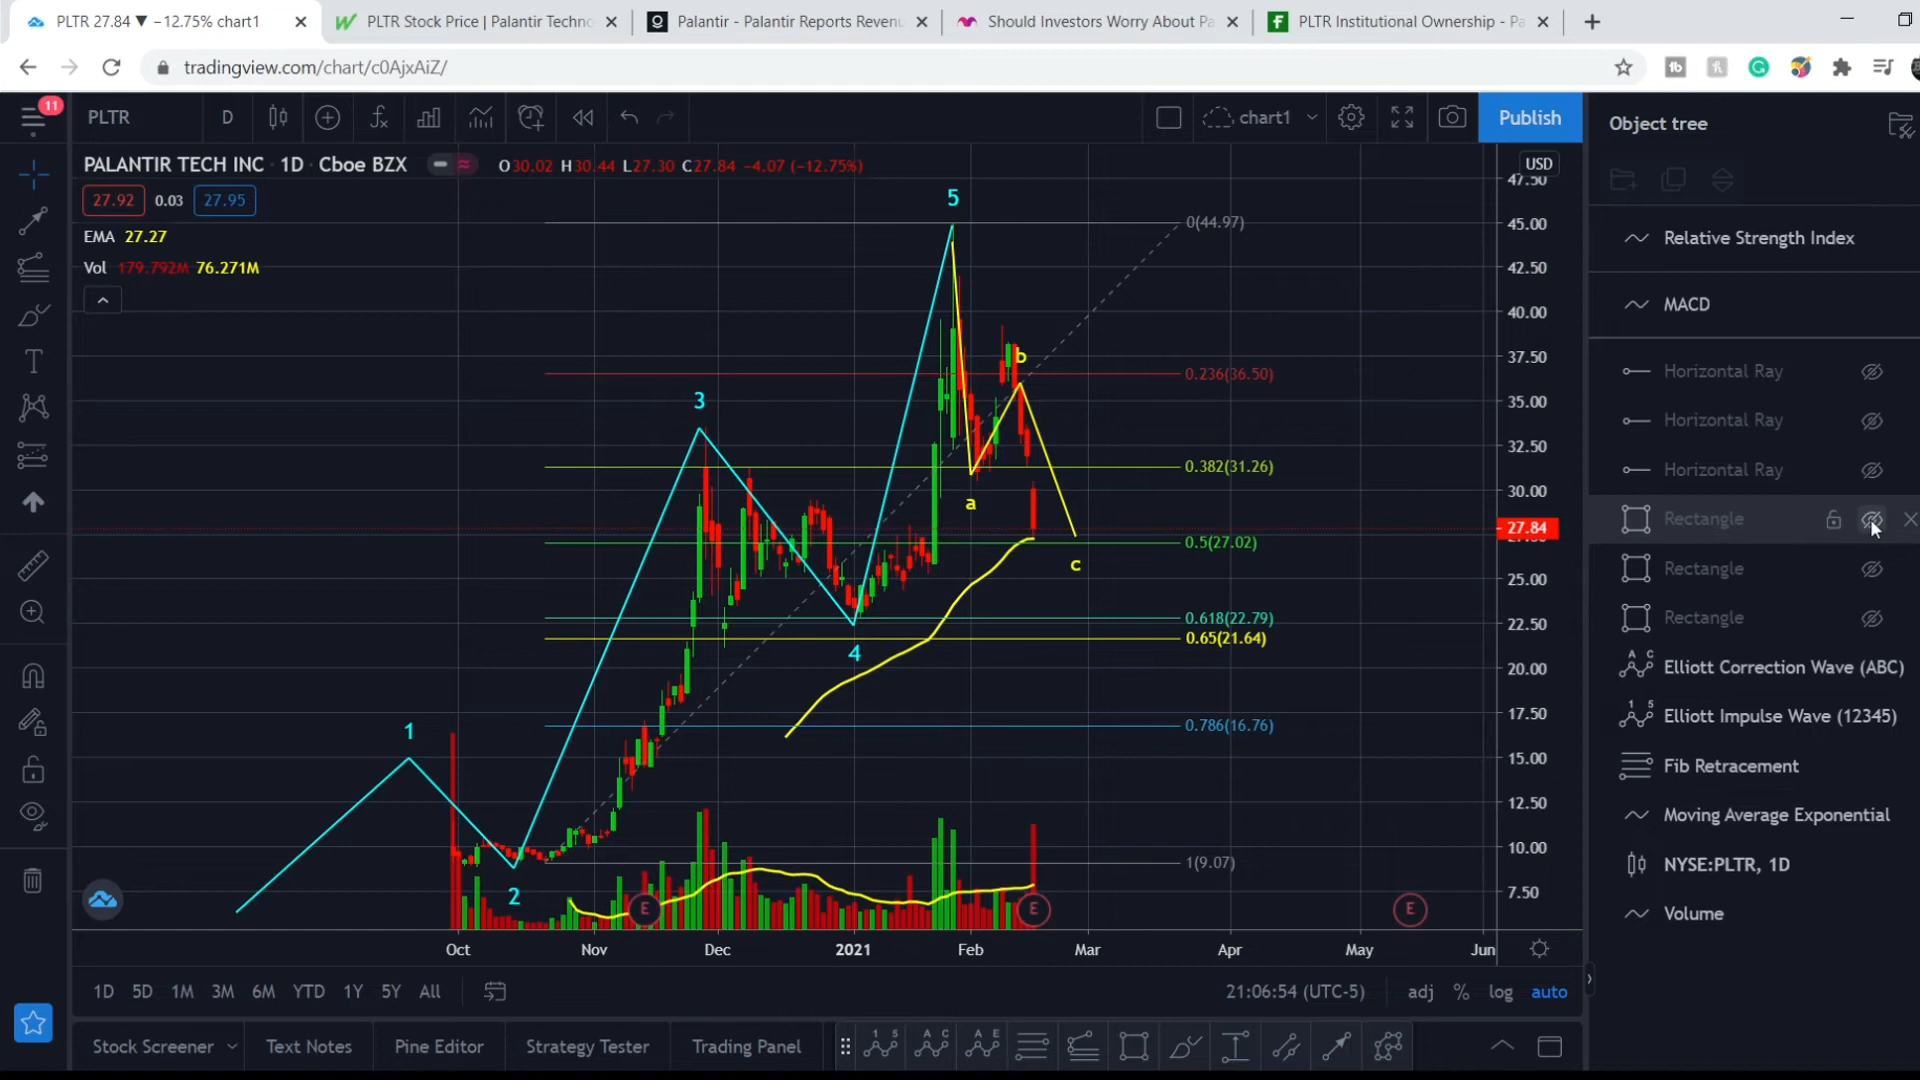 PLTR 27.84 ▼ −12.75% chart1
PLTR Stock Price | Palantir Techno
Palantir - Palantir Reports Revenu
Should Investors Worry About Pa
PLTR Institutional Ownership - Pa
tradingview.com/chart/c0AjxAiZ/
tb
11
PLTR
D
chart1
Publish
Object tree
PALANTIR TECH INC · 1D · Cboe BZX
O30.02 H30.44 L27.30 C27.84 −4.07 (−12.75%)
USD
27.92 0.03 27.95
EMA 27.27
Vol 179.792M 76.271M
47.50
45.00
42.50
40.00
37.50
35.00
32.50
30.00
27.84
25.00
22.50
20.00
17.50
15.00
12.50
10.00
7.50
0(44.97)
0.236(36.50)
0.382(31.26)
0.5(27.02)
0.618(22.79)
0.65(21.64)
0.786(16.76)
1(9.07)
1
2
3
4
5
a
b
c
E
E
E
Oct Nov Dec 2021 Feb Mar Apr May Jun
Relative Strength Index
MACD
Horizontal Ray
Horizontal Ray
Horizontal Ray
Rectangle
Rectangle
Rectangle
Elliott Correction Wave (ABC)
Elliott Impulse Wave (12345)
Fib Retracement
Moving Average Exponential
NYSE:PLTR, 1D
Volume
1D 5D 1M 3M 6M YTD 1Y 5Y All
21:06:54 (UTC-5) adj % log auto
Stock Screener Text Notes Pine Editor Strategy Tester Trading Panel